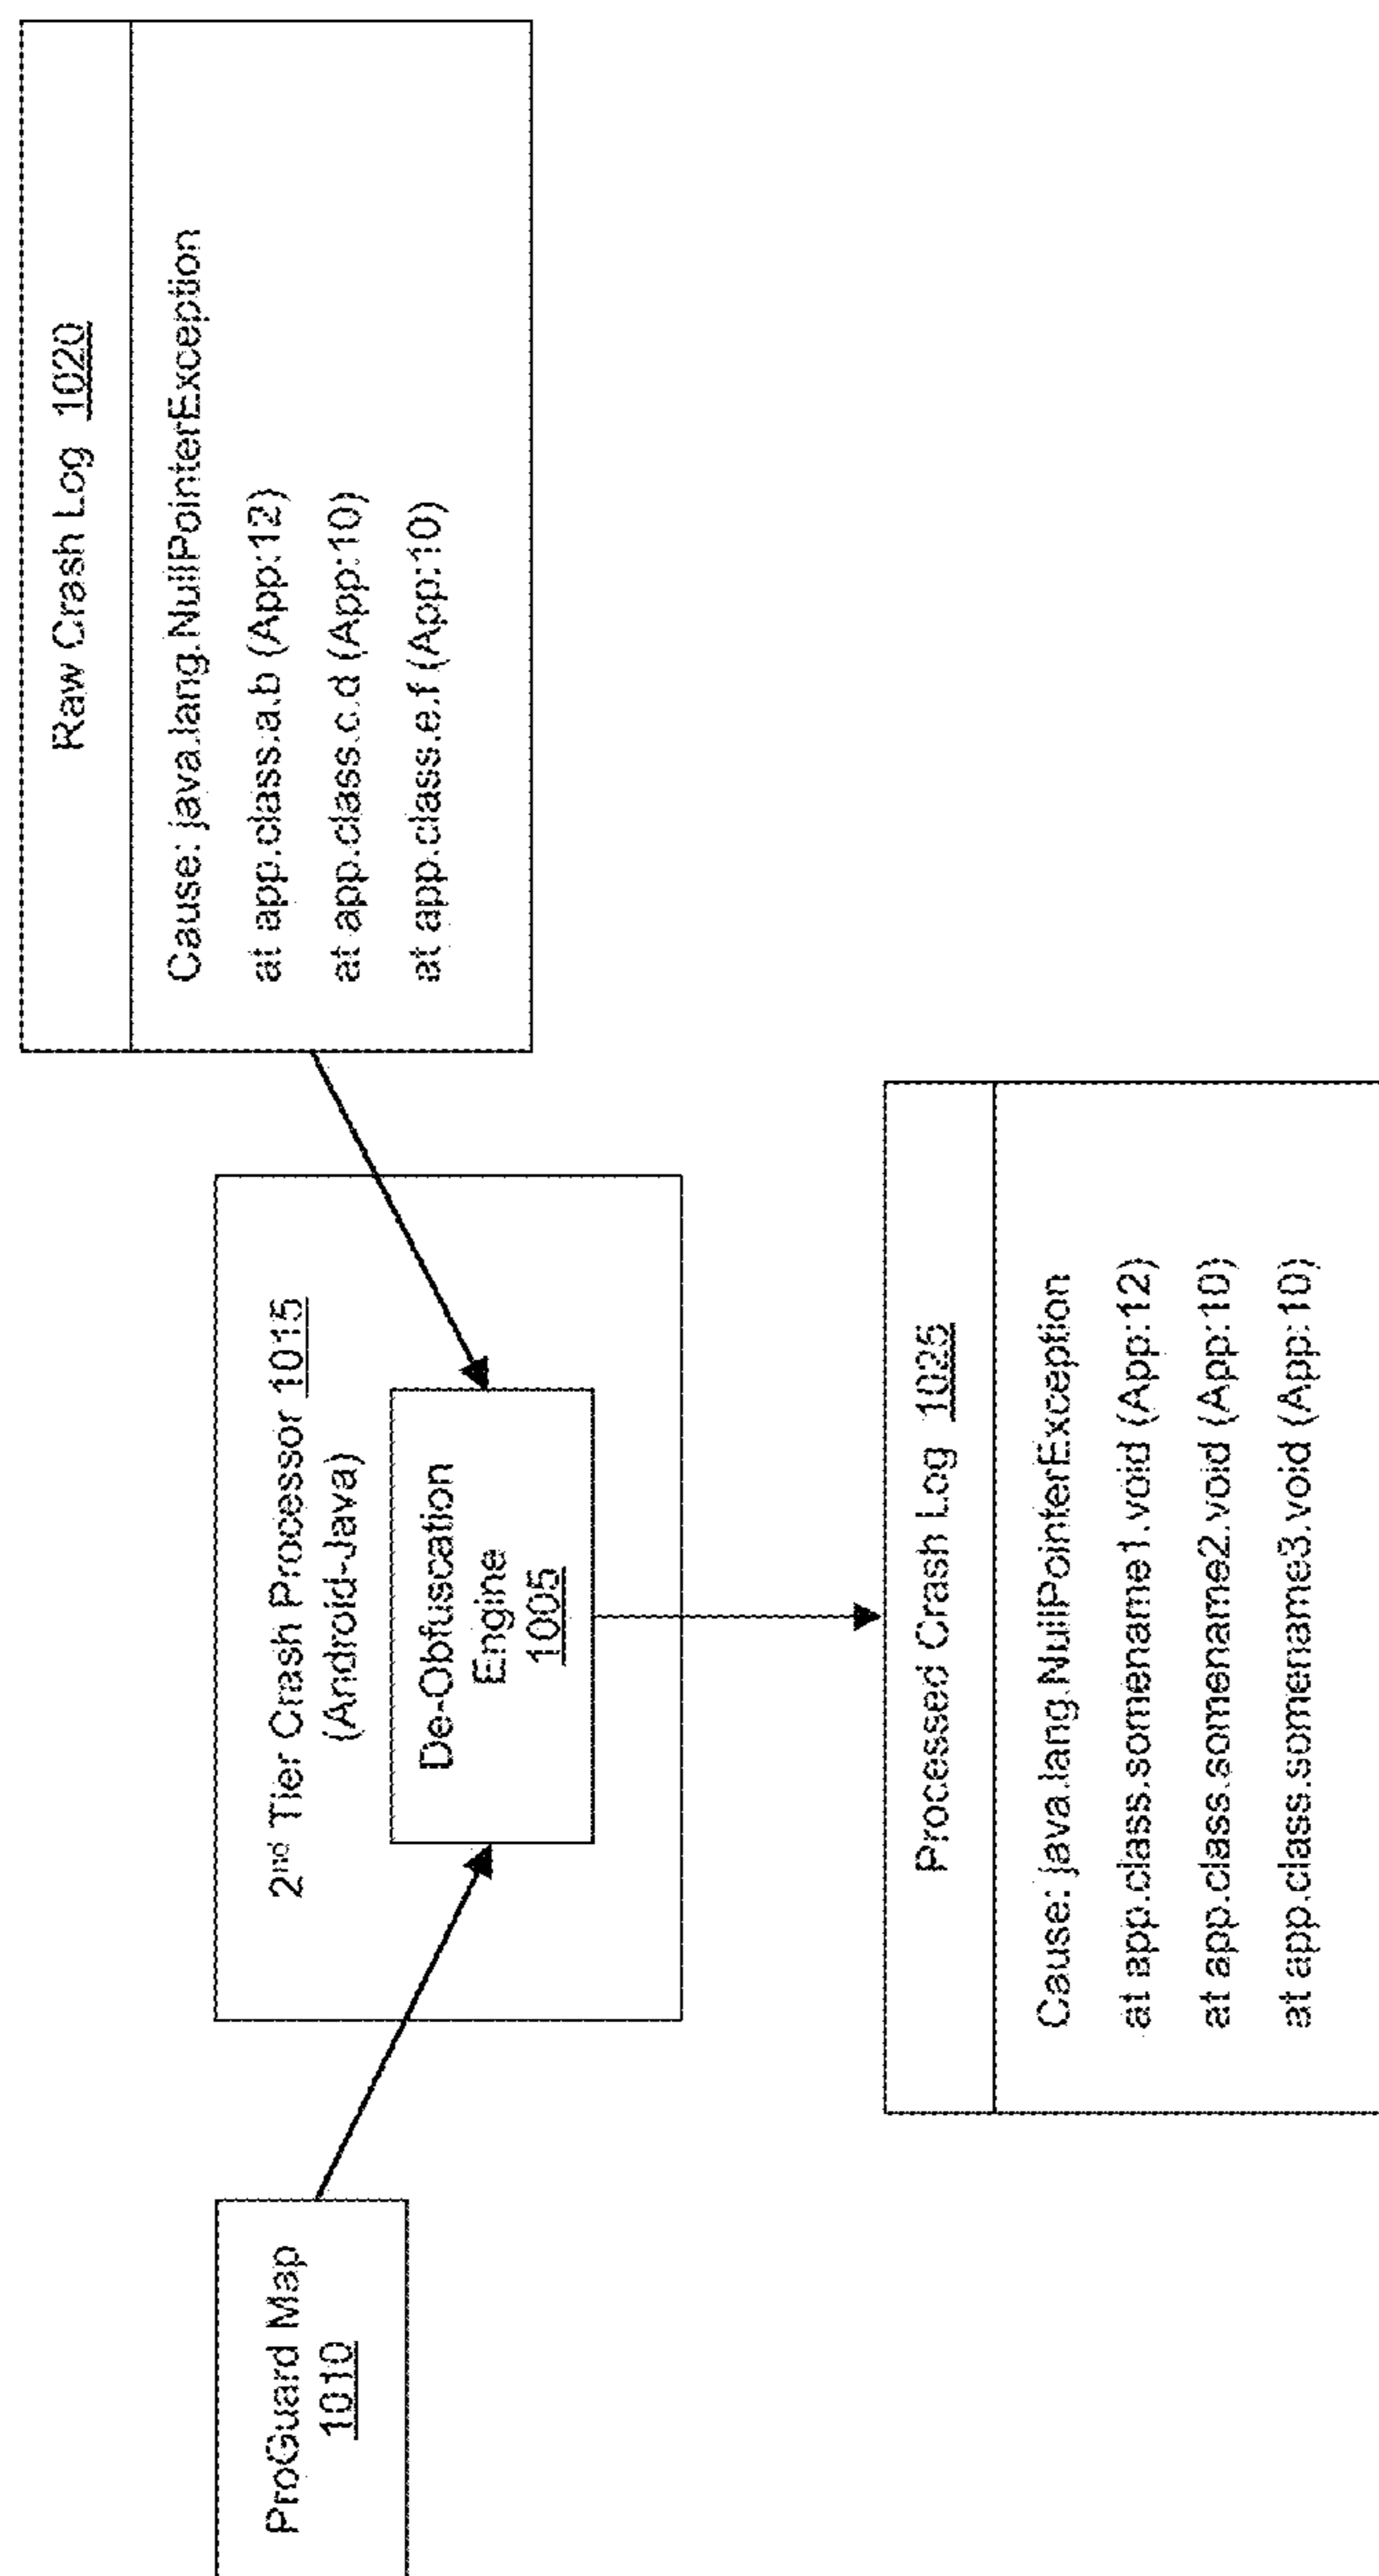 ProGuard Map
1010
2nd Tier Crash Processor 1015
(Android-Java)
De-Obfuscation
Engine
1005
Raw Crash Log 1020
Cause: java.lang.NullPointerException
at app.class.a.b (App:12)
at app.class.c.d (App:10)
at app.class.e.f (App:10)
Processed Crash Log 1025
Cause: java.lang.NullPointerException
at app.class.somename1.void (App:12)
at app.class.somename2.void (App:10)
at app.class.somename3.void (App:10)